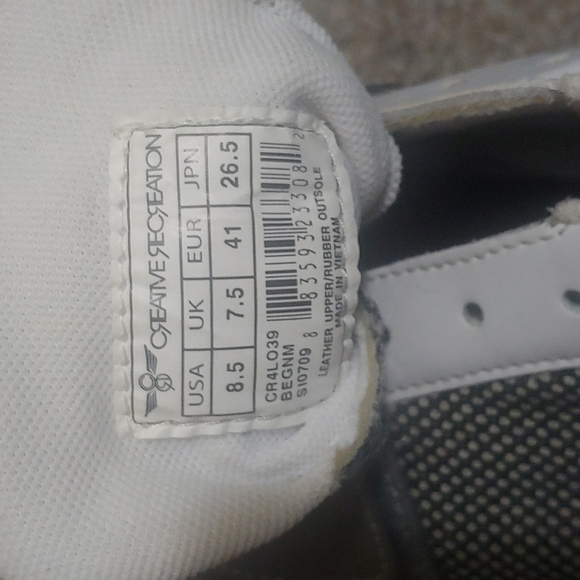 CREATIVE RECREATION
USA UK EUR JPN
8.5 7.5 41 26.5
CR4LO39
BEGNM
SI0709
8 83593 23308 2
LEATHER UPPER/RUBBER OUTSOLE
MADE IN VIETNAM